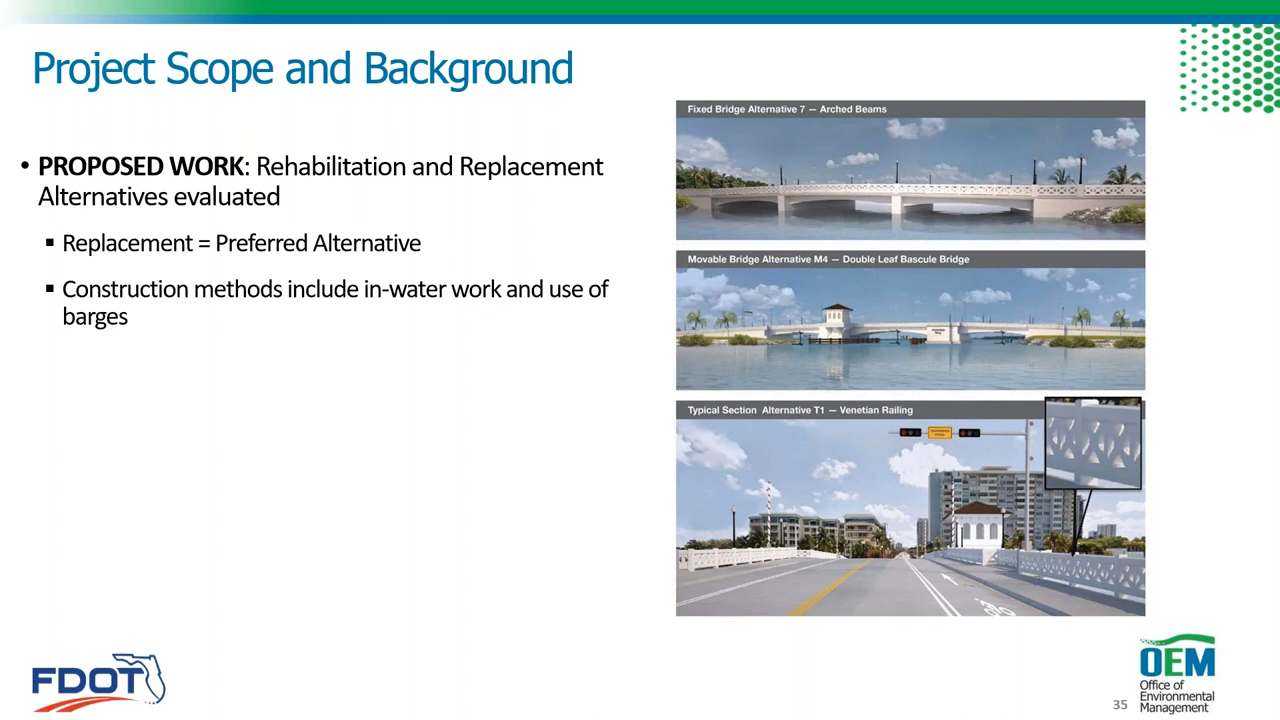 Project Scope and Background
• PROPOSED WORK: Rehabilitation and Replacement
Alternatives evaluated
▪ Replacement = Preferred Alternative
▪ Construction methods include in-water work and use of
barges
Fixed Bridge Alternative 7 — Arched Beams
Movable Bridge Alternative M4 — Double Leaf Bascule Bridge
Typical Section Alternative T1 — Venetian Railing
FDOT
35
OEM
Office of
Environmental
Management